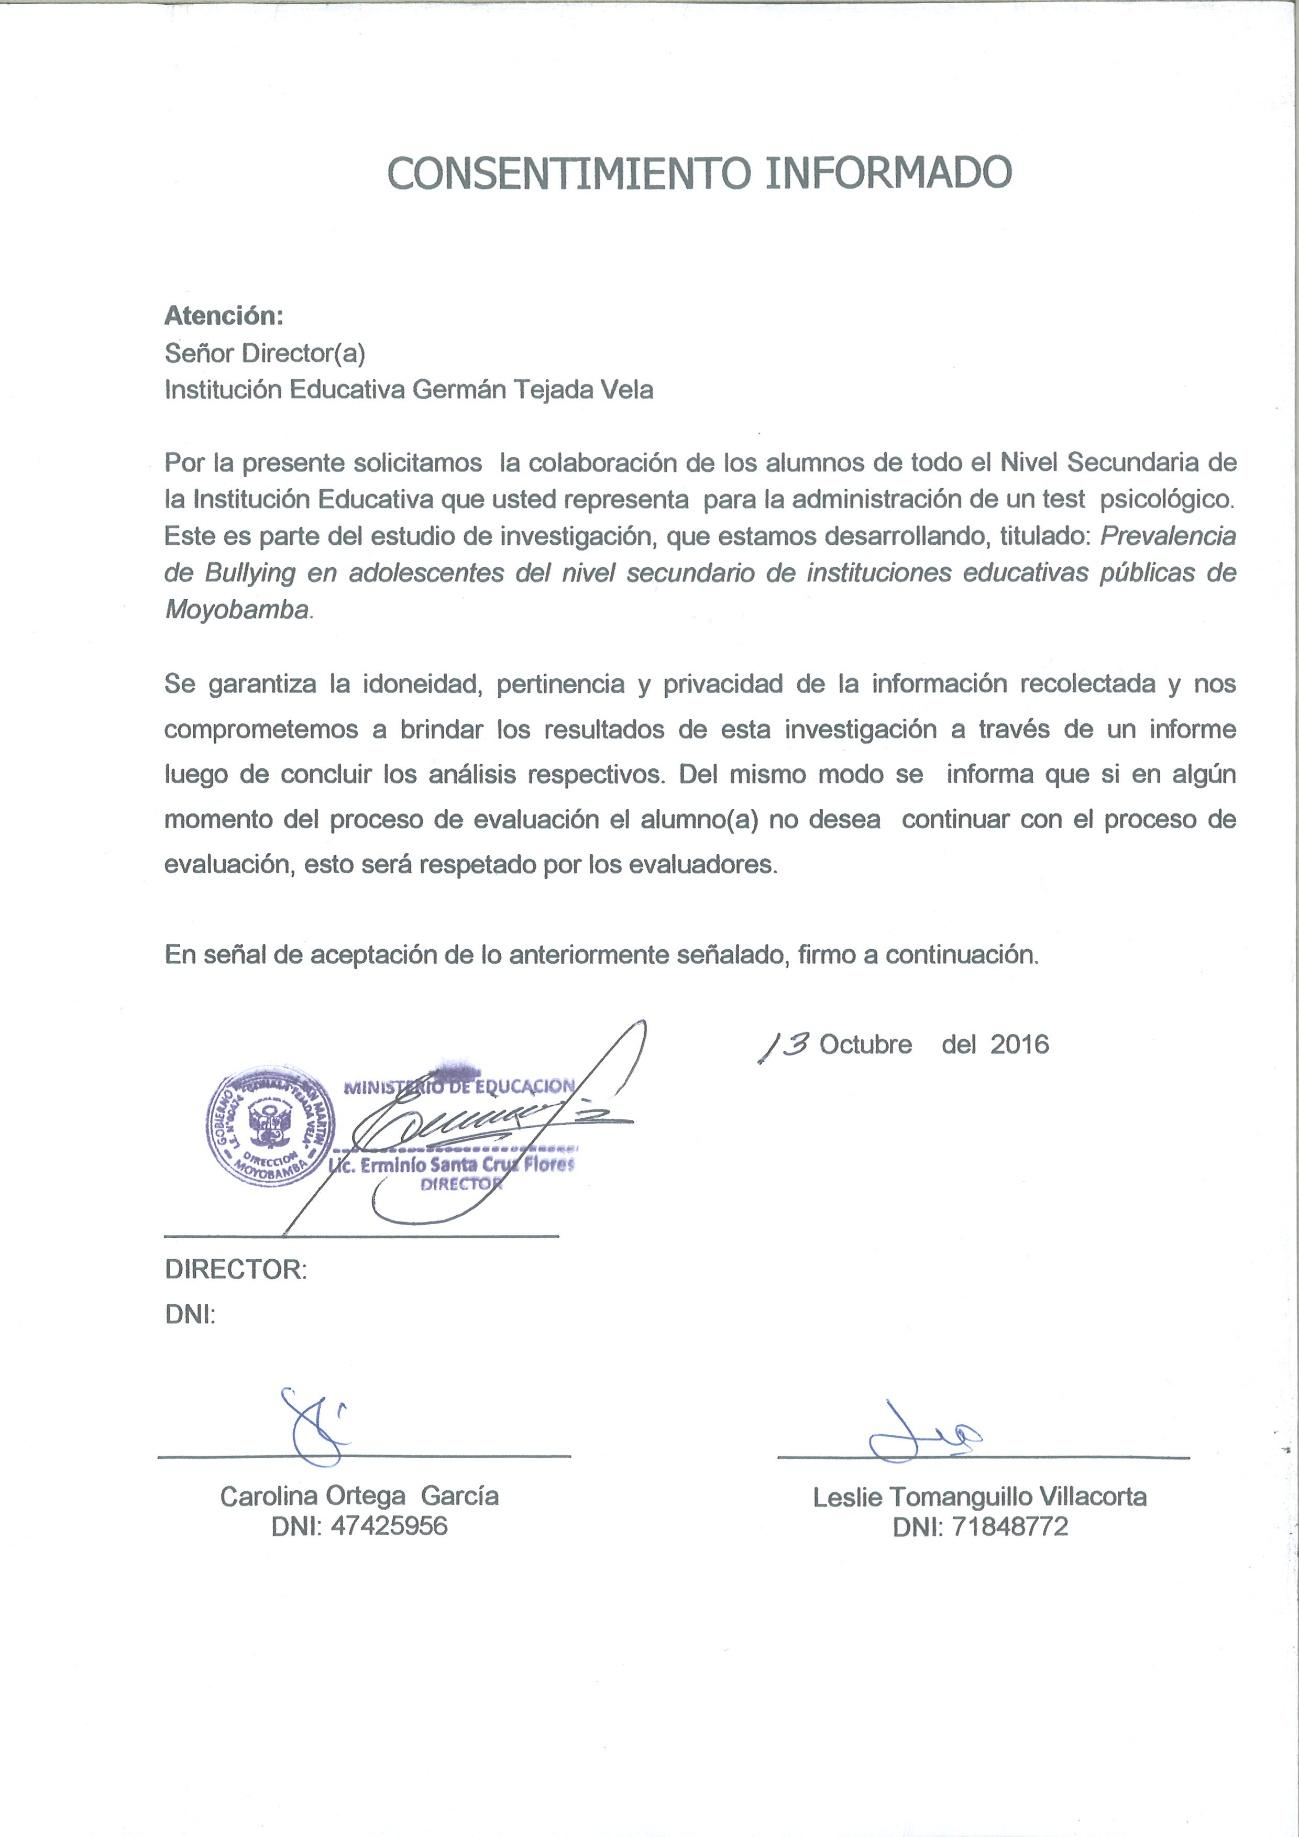 CONSENTIMIENTO INFORMADO
Atención:
Señor Director(a)
Institución Educativa Germán Tejada Vela
Por la presente solicitamos la colaboración de los alumnos de todo el Nivel Secundaria de
la Institución Educativa que usted representa para la administración de un test psicológico.
Este es parte del estudio de investigación, que estamos desarrollando, titulado: Prevalencia
de Bullying en adolescentes del nivel secundario de instituciones educativas públicas de
Moyobamba.
Se garantiza la idoneidad, pertinencia y privacidad de la información recolectada y nos
comprometemos a brindar los resultados de esta investigación a través de un informe
luego de concluir los análisis respectivos. Del mismo modo se informa que si en algún
momento del proceso de evaluación el alumno(a) no desea continuar con el proceso de
evaluación, esto será respetado por los evaluadores.
En señal de aceptación de lo anteriormente señalado, firmo a continuación.
13 Octubre del 2016
GOBIERNO SAN MARTIN
TEJADA VELA
DIRECCION
MOYOBAMBA
MINISTERIO DE EDUCACION
Lic. Erminio Santa Cruz Flores
DIRECTOR
DIRECTOR:
DNI:
Carolina Ortega García
DNI: 47425956
Leslie Tomanguillo Villacorta
DNI: 71848772